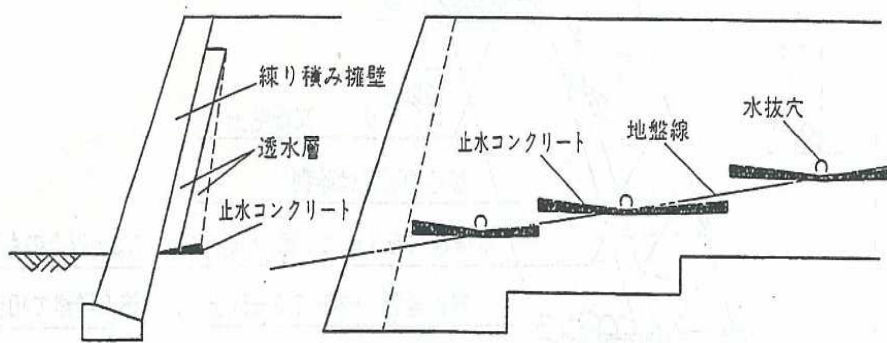 練り積み擁壁
透水層
止水コンクリート
水抜穴
地盤線
止水コンクリート